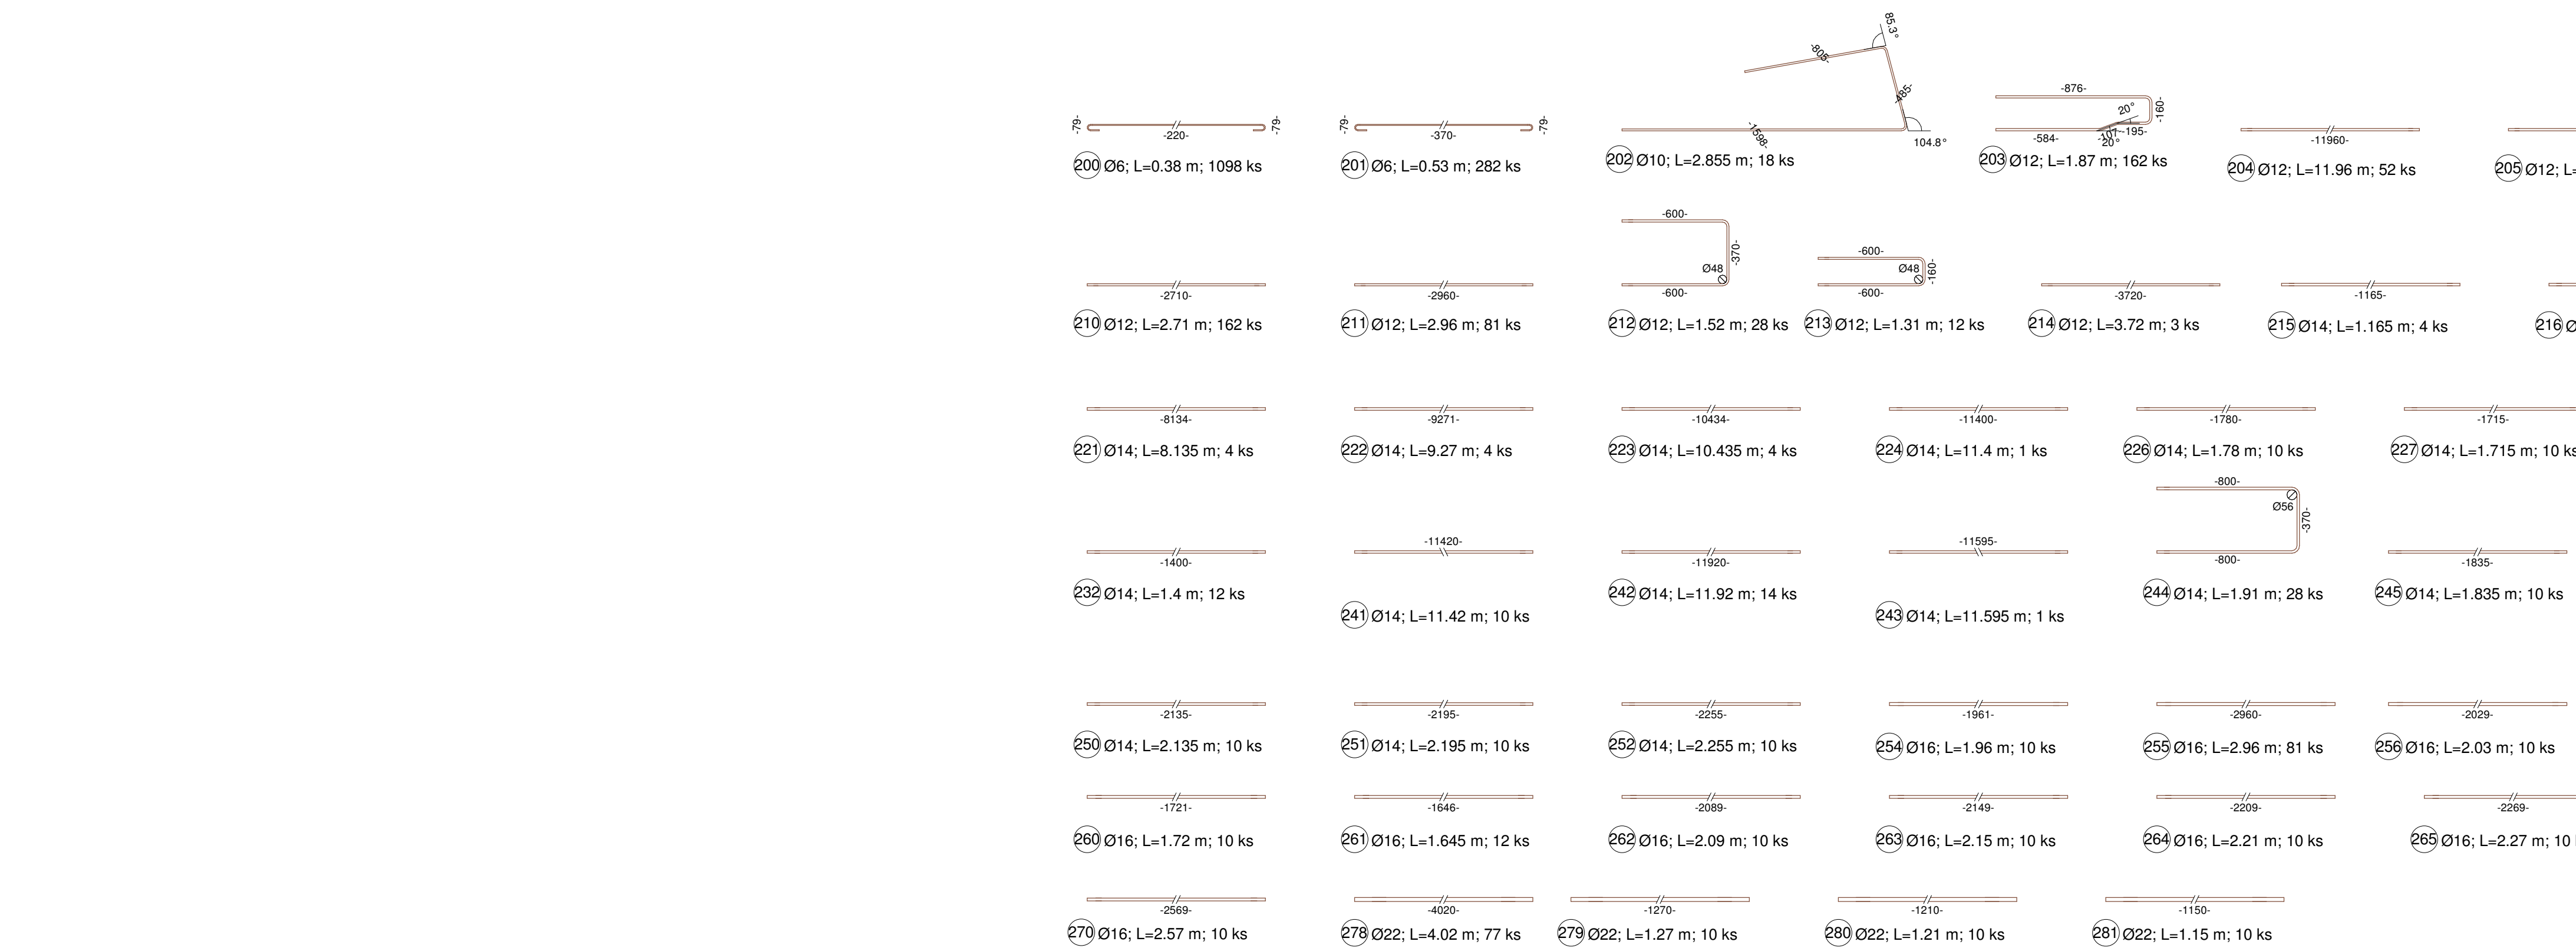 85.3°
-805-
-485-
-1598-
104.8°
-79-
-220-
-79-
-79-
-370-
-79-
-876-
20°
-160-
-584-
-107-
-195-
20°
-11960-
200 Ø6; L=0.38 m; 1098 ks
201 Ø6; L=0.53 m; 282 ks
202 Ø10; L=2.855 m; 18 ks
203 Ø12; L=1.87 m; 162 ks
204 Ø12; L=11.96 m; 52 ks
205 Ø12; L=
-600-
-370-
Ø48
-600-
-600-
Ø48
-160-
-600-
-2710-
-2960-
-3720-
-1165-
210 Ø12; L=2.71 m; 162 ks
211 Ø12; L=2.96 m; 81 ks
212 Ø12; L=1.52 m; 28 ks
213 Ø12; L=1.31 m; 12 ks
214 Ø12; L=3.72 m; 3 ks
215 Ø14; L=1.165 m; 4 ks
216 Ø
-8134-
-9271-
-10434-
-11400-
-1780-
-1715-
221 Ø14; L=8.135 m; 4 ks
222 Ø14; L=9.27 m; 4 ks
223 Ø14; L=10.435 m; 4 ks
224 Ø14; L=11.4 m; 1 ks
226 Ø14; L=1.78 m; 10 ks
227 Ø14; L=1.715 m; 10 ks
-800-
Ø56
-370-
-800-
-1400-
-11420-
-11920-
-11595-
-1835-
232 Ø14; L=1.4 m; 12 ks
241 Ø14; L=11.42 m; 10 ks
242 Ø14; L=11.92 m; 14 ks
243 Ø14; L=11.595 m; 1 ks
244 Ø14; L=1.91 m; 28 ks
245 Ø14; L=1.835 m; 10 ks
-2135-
-2195-
-2255-
-1961-
-2960-
-2029-
250 Ø14; L=2.135 m; 10 ks
251 Ø14; L=2.195 m; 10 ks
252 Ø14; L=2.255 m; 10 ks
254 Ø16; L=1.96 m; 10 ks
255 Ø16; L=2.96 m; 81 ks
256 Ø16; L=2.03 m; 10 ks
-1721-
-1646-
-2089-
-2149-
-2209-
-2269-
260 Ø16; L=1.72 m; 10 ks
261 Ø16; L=1.645 m; 12 ks
262 Ø16; L=2.09 m; 10 ks
263 Ø16; L=2.15 m; 10 ks
264 Ø16; L=2.21 m; 10 ks
265 Ø16; L=2.27 m; 10
-2569-
-4020-
-1270-
-1210-
-1150-
270 Ø16; L=2.57 m; 10 ks
278 Ø22; L=4.02 m; 77 ks
279 Ø22; L=1.27 m; 10 ks
280 Ø22; L=1.21 m; 10 ks
281 Ø22; L=1.15 m; 10 ks